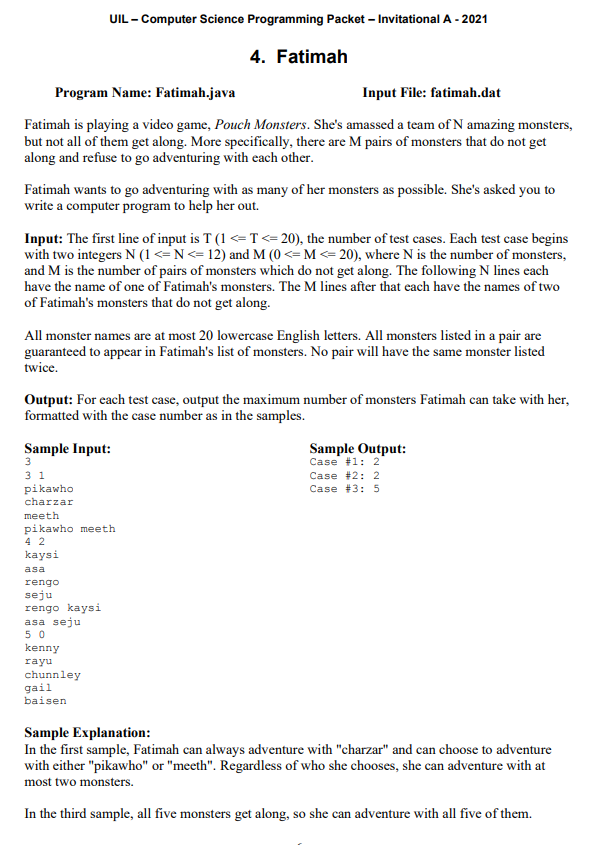 UIL – Computer Science Programming Packet – Invitational A - 2021
4. Fatimah
Program Name: Fatimah.java Input File: fatimah.dat
Fatimah is playing a video game, Pouch Monsters. She's amassed a team of N amazing monsters,
but not all of them get along. More specifically, there are M pairs of monsters that do not get
along and refuse to go adventuring with each other.
Fatimah wants to go adventuring with as many of her monsters as possible. She's asked you to
write a computer program to help her out.
Input: The first line of input is T (1 <= T <= 20), the number of test cases. Each test case begins
with two integers N (1 <= N <= 12) and M (0 <= M <= 20), where N is the number of monsters,
and M is the number of pairs of monsters which do not get along. The following N lines each
have the name of one of Fatimah's monsters. The M lines after that each have the names of two
of Fatimah's monsters that do not get along.
All monster names are at most 20 lowercase English letters. All monsters listed in a pair are
guaranteed to appear in Fatimah's list of monsters. No pair will have the same monster listed
twice.
Output: For each test case, output the maximum number of monsters Fatimah can take with her,
formatted with the case number as in the samples.
Sample Input:
3
3 1
pikawho
charzar
meeth
pikawho meeth
4 2
kaysi
asa
rengo
seju
rengo kaysi
asa seju
5 0
kenny
rayu
chunnley
gail
baisen
Sample Output:
Case #1: 2
Case #2: 2
Case #3: 5
Sample Explanation:
In the first sample, Fatimah can always adventure with "charzar" and can choose to adventure
with either "pikawho" or "meeth". Regardless of who she chooses, she can adventure with at
most two monsters.
In the third sample, all five monsters get along, so she can adventure with all five of them.